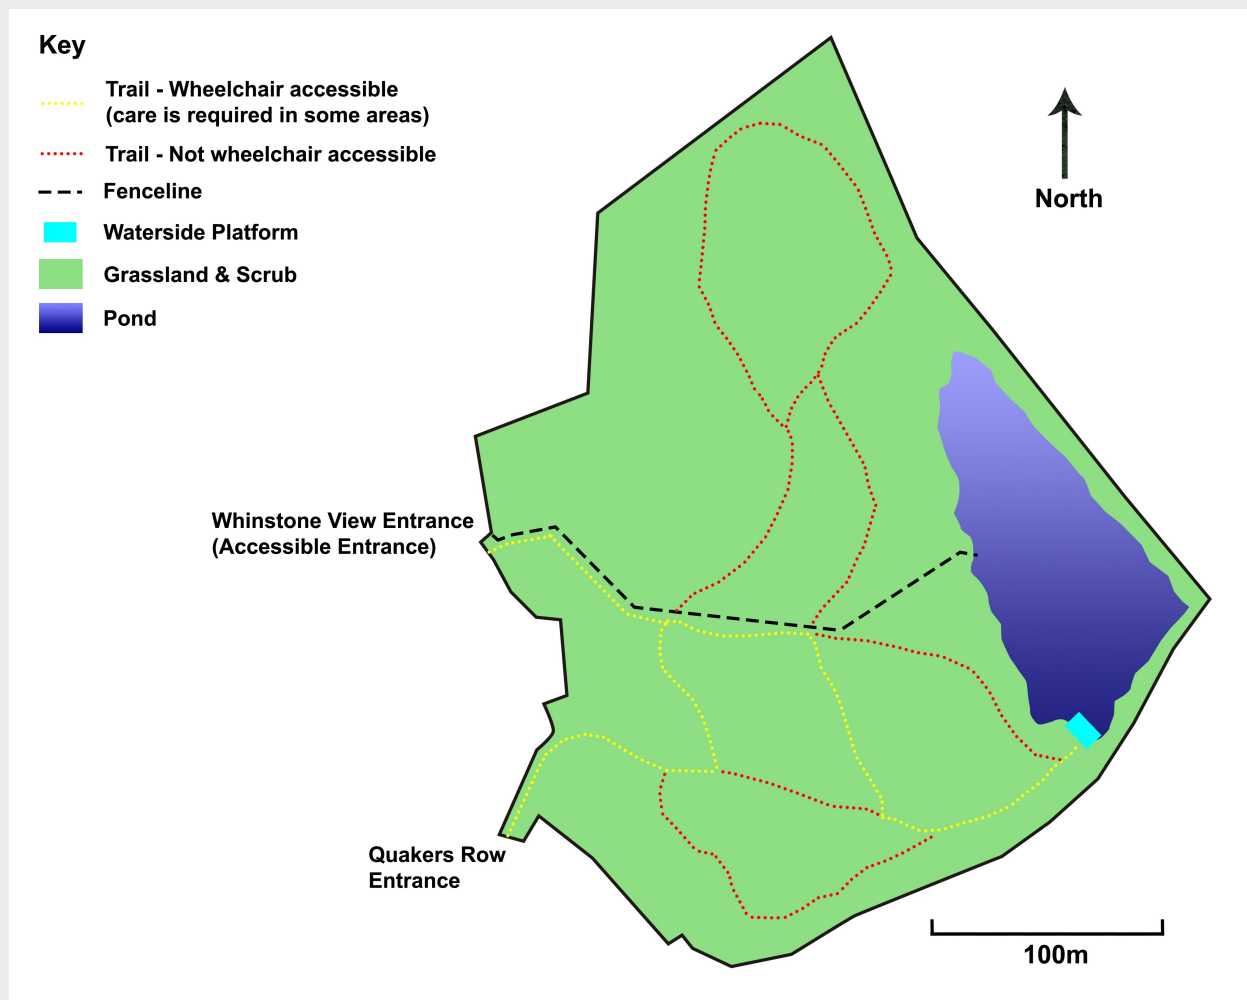 Key
Trail - Wheelchair accessible
(care is required in some areas)
Trail - Not wheelchair accessible
Fenceline
Waterside Platform
Grassland & Scrub
Pond
North
Whinstone View Entrance
(Accessible Entrance)
Quakers Row
Entrance
100m